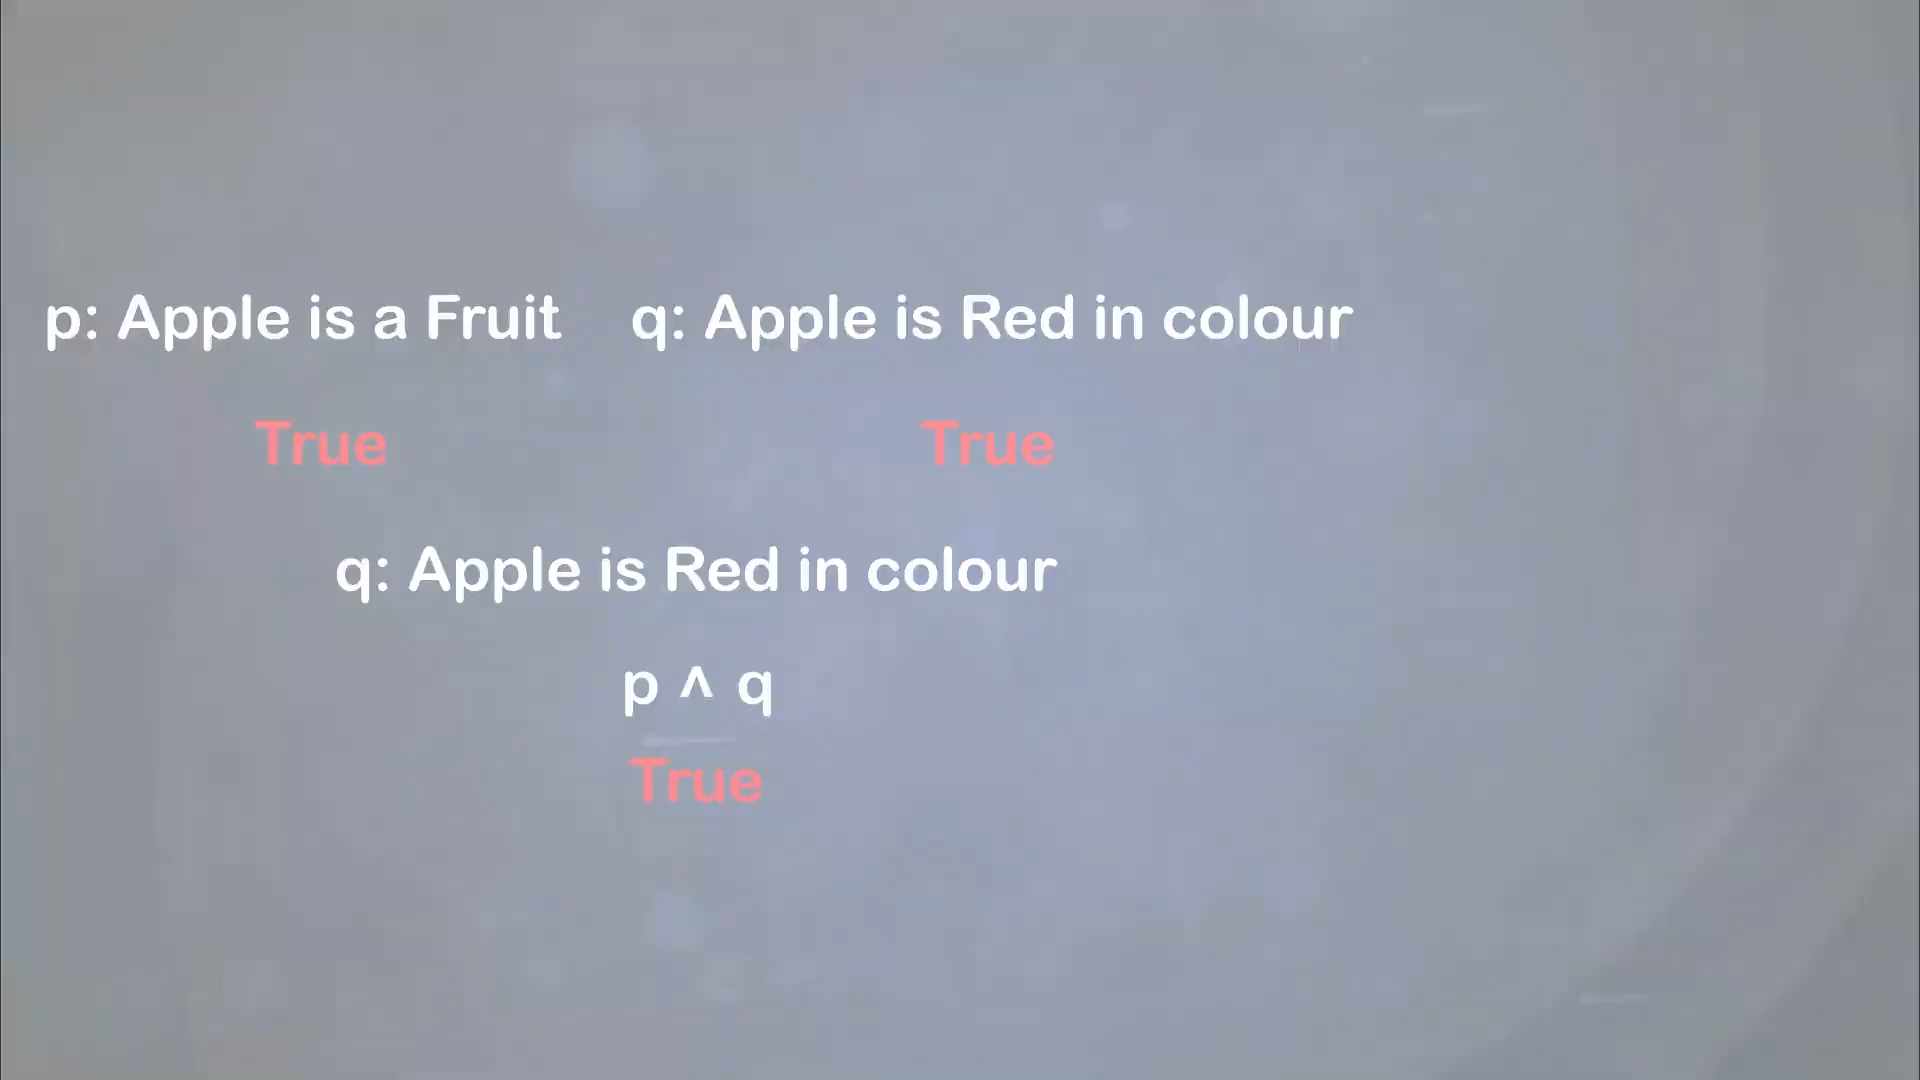 p: Apple is a Fruit q: Apple is Red in colour
True True
q: Apple is Red in colour
p ∧ q
True